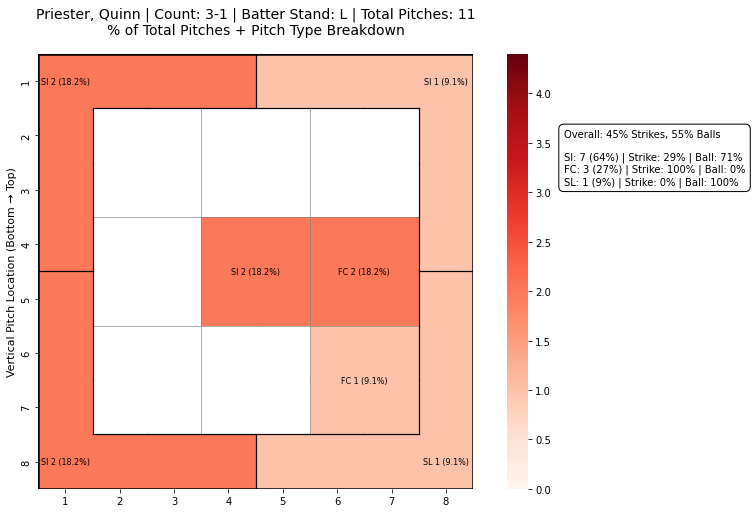 Priester, Quinn | Count: 3-1 | Batter Stand: L | Total Pitches: 11
% of Total Pitches + Pitch Type Breakdown
Vertical Pitch Location (Bottom → Top)
1
2
3
4
5
6
7
8
SI 2 (18.2%)
SI 1 (9.1%)
SI 2 (18.2%)
FC 2 (18.2%)
FC 1 (9.1%)
SI 2 (18.2%)
SL 1 (9.1%)
1
2
3
4
5
6
7
8
4.0
3.5
3.0
2.5
2.0
1.5
1.0
0.5
0.0
Overall: 45% Strikes, 55% Balls
SI: 7 (64%) | Strike: 29% | Ball: 71%
FC: 3 (27%) | Strike: 100% | Ball: 0%
SL: 1 (9%) | Strike: 0% | Ball: 100%